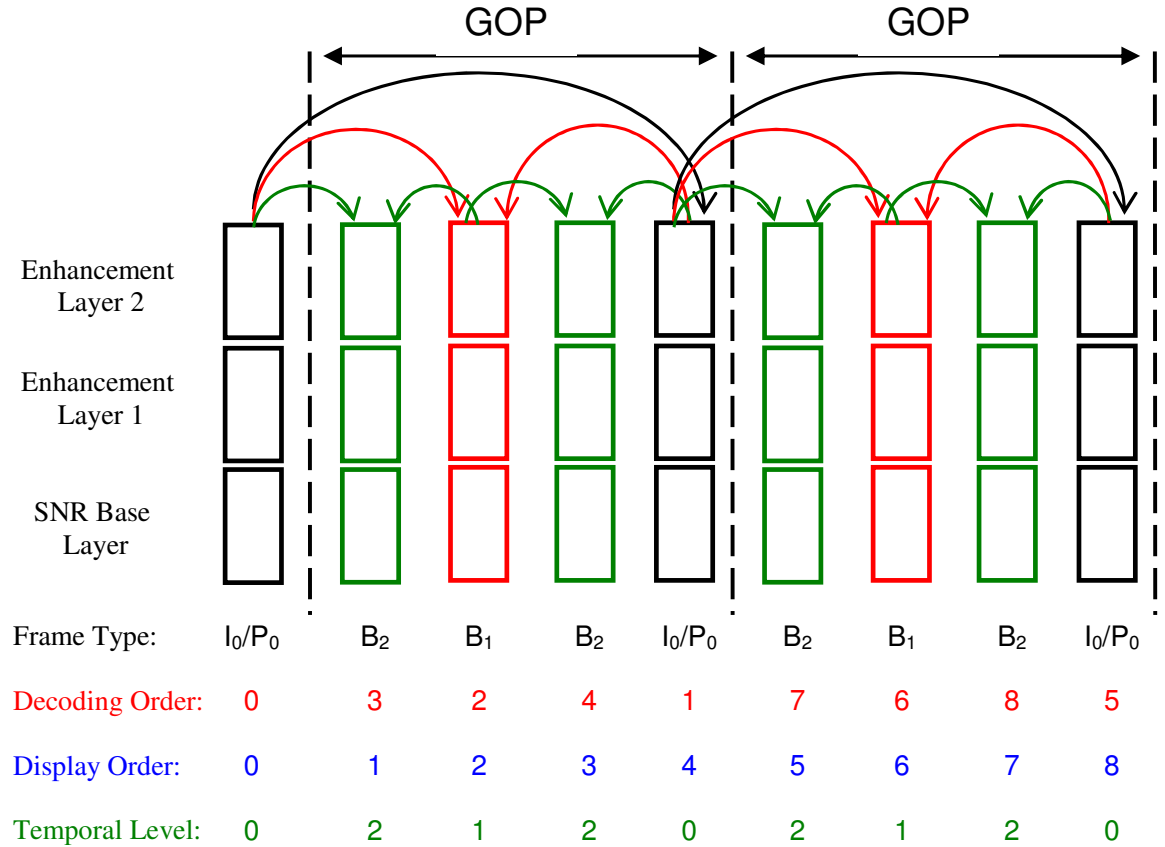 GOP GOP
Enhancement
Layer 2
Enhancement
Layer 1
SNR Base
Layer
Frame Type: I₀/P₀ B₂ B₁ B₂ I₀/P₀ B₂ B₁ B₂ I₀/P₀
Decoding Order: 0 3 2 4 1 7 6 8 5
Display Order: 0 1 2 3 4 5 6 7 8
Temporal Level: 0 2 1 2 0 2 1 2 0